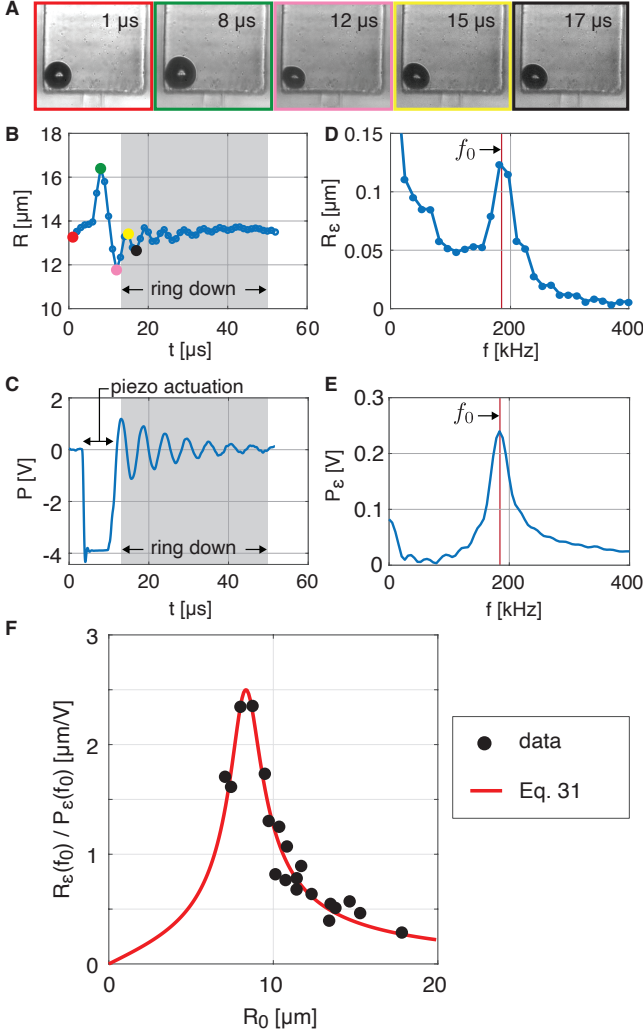 A
1 µs
8 µs
12 µs
15 µs
17 µs
B
R [µm]
18
16
14
12
10
0
20
40
60
t [µs]
ring down
D
R_ε [µm]
0.15
0.10
0.05
0
0
200
400
f [kHz]
f_0
C
piezo actuation
P [V]
2
0
-2
-4
0
20
40
60
t [µs]
ring down
E
P_ε [V]
0.3
0.2
0.1
0
0
200
400
f [kHz]
f_0
F
R_ε(f_0) / P_ε(f_0) [µm/V]
3
2
1
0
0
10
20
R_0 [µm]
data
Eq. 31